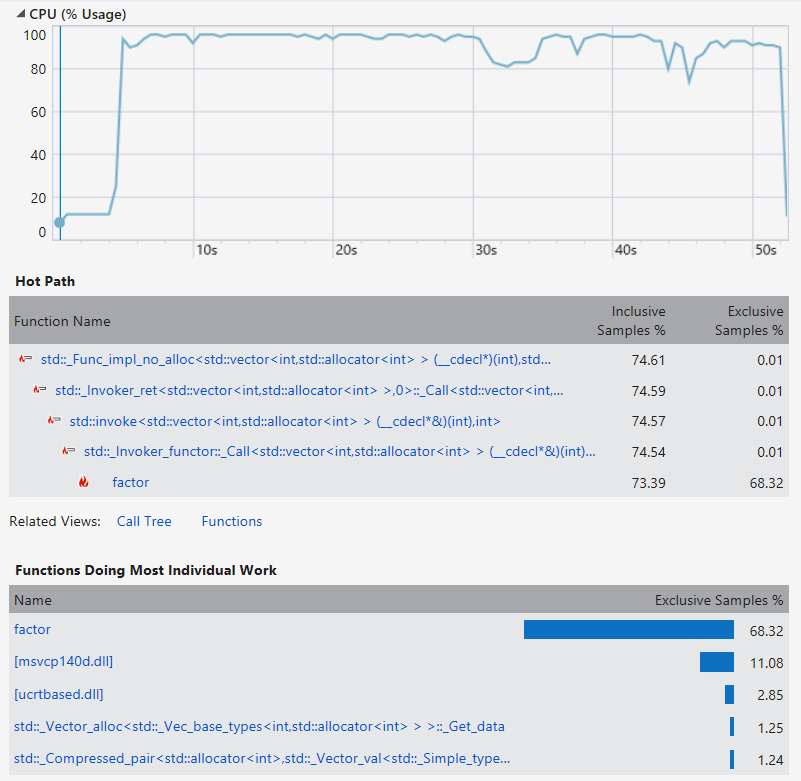 CPU (% Usage)
100
80
60
40
20
0
10s 20s 30s 40s 50s
Hot Path
Function Name Inclusive Samples % Exclusive Samples %
std::_Func_impl_no_alloc<std::vector<int,std::allocator<int> > (__cdecl*)(int),std... 74.61 0.01
std::_Invoker_ret<std::vector<int,std::allocator<int> >,0>::_Call<std::vector<int,... 74.59 0.01
std::invoke<std::vector<int,std::allocator<int> > (__cdecl*&)(int),int> 74.57 0.01
std::_Invoker_functor::_Call<std::vector<int,std::allocator<int> > (__cdecl*&)(int)... 74.54 0.01
factor 73.39 68.32
Related Views: Call Tree Functions
Functions Doing Most Individual Work
Name Exclusive Samples %
factor 68.32
[msvcp140d.dll] 11.08
[ucrtbased.dll] 2.85
std::_Vector_alloc<std::_Vec_base_types<int,std::allocator<int> > >::_Get_data 1.25
std::_Compressed_pair<std::allocator<int>,std::_Vector_val<std::_Simple_type... 1.24